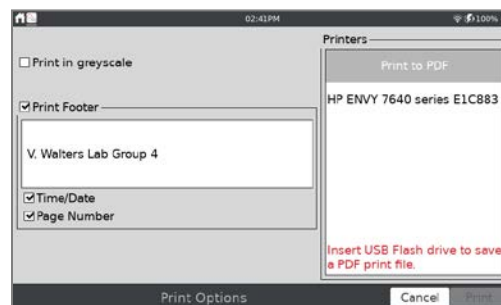 02:41PM
100%
Print in greyscale
Print Footer
V. Walters Lab Group 4
Time/Date
Page Number
Printers
Print to PDF
HP ENVY 7640 series E1C883
Insert USB Flash drive to save
a PDF print file.
Print Options
Cancel
Print